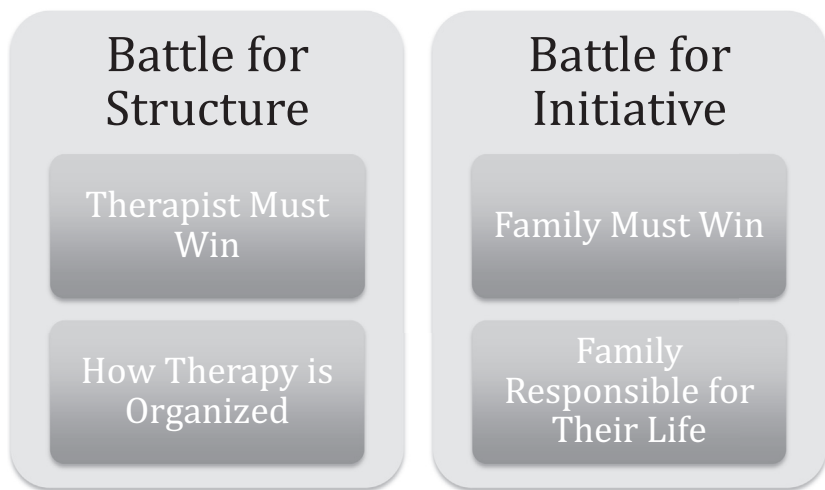 Battle for
Structure
Therapist Must
Win
How Therapy is
Organized
Battle for
Initiative
Family Must Win
Family
Responsible for
Their Life